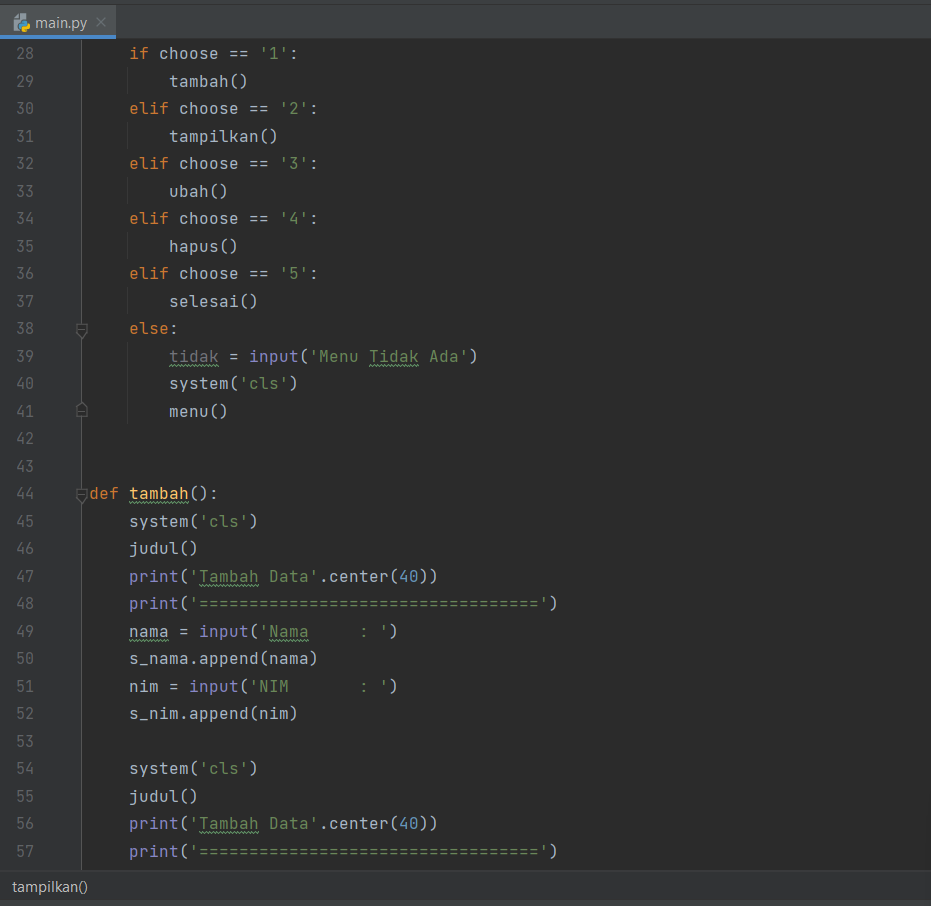 main.py
28 if choose == '1':
29 tambah()
30 elif choose == '2':
31 tampilkan()
32 elif choose == '3':
33 ubah()
34 elif choose == '4':
35 hapus()
36 elif choose == '5':
37 selesai()
38 else:
39 tidak = input('Menu Tidak Ada')
40 system('cls')
41 menu()
42
43
44 def tambah():
45 system('cls')
46 judul()
47 print('Tambah Data'.center(40))
48 print('==================================')
49 nama = input('Nama     : ')
50 s_nama.append(nama)
51 nim = input('NIM       : ')
52 s_nim.append(nim)
53
54 system('cls')
55 judul()
56 print('Tambah Data'.center(40))
57 print('==================================')
tampilkan()